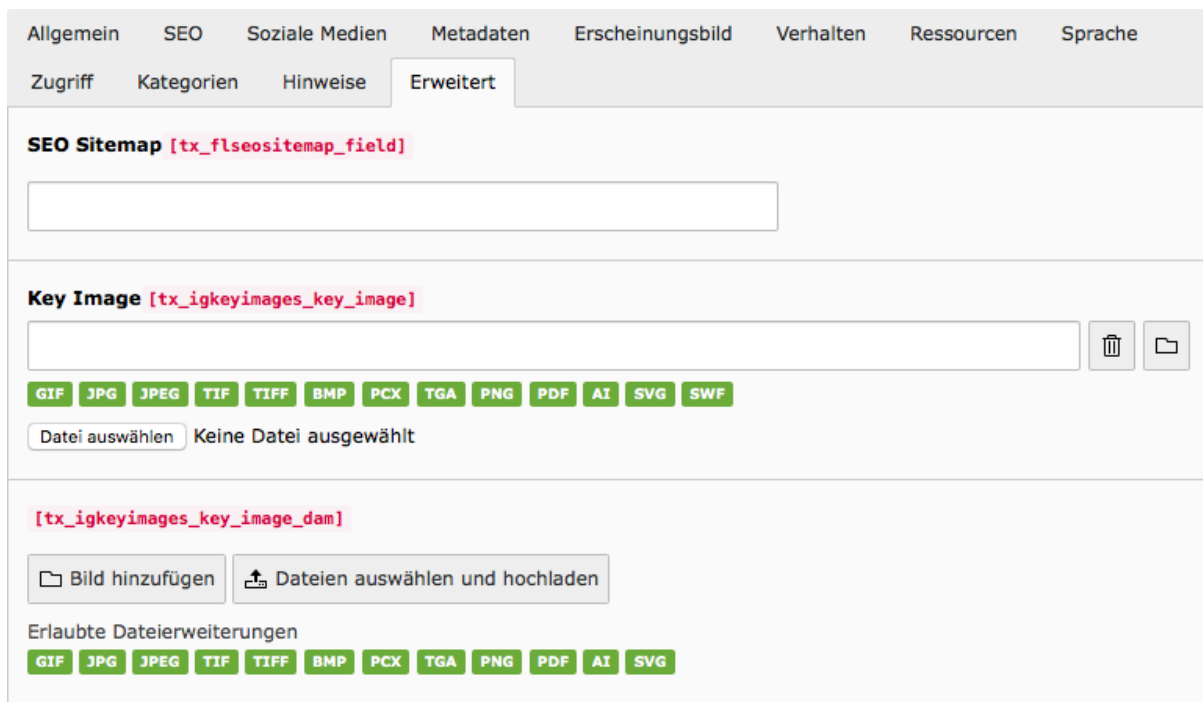 Allgemein SEO Soziale Medien Metadaten Erscheinungsbild Verhalten Ressourcen Sprache
Zugriff Kategorien Hinweise Erweitert
SEO Sitemap [tx_flseositemap_field]
Key Image [tx_igkeyimages_key_image]
GIF JPG JPEG TIF TIFF BMP PCX TGA PNG PDF AI SVG SWF
Datei auswählen Keine Datei ausgewählt
[tx_igkeyimages_key_image_dam]
Bild hinzufügen Dateien auswählen und hochladen
Erlaubte Dateierweiterungen
GIF JPG JPEG TIF TIFF BMP PCX TGA PNG PDF AI SVG